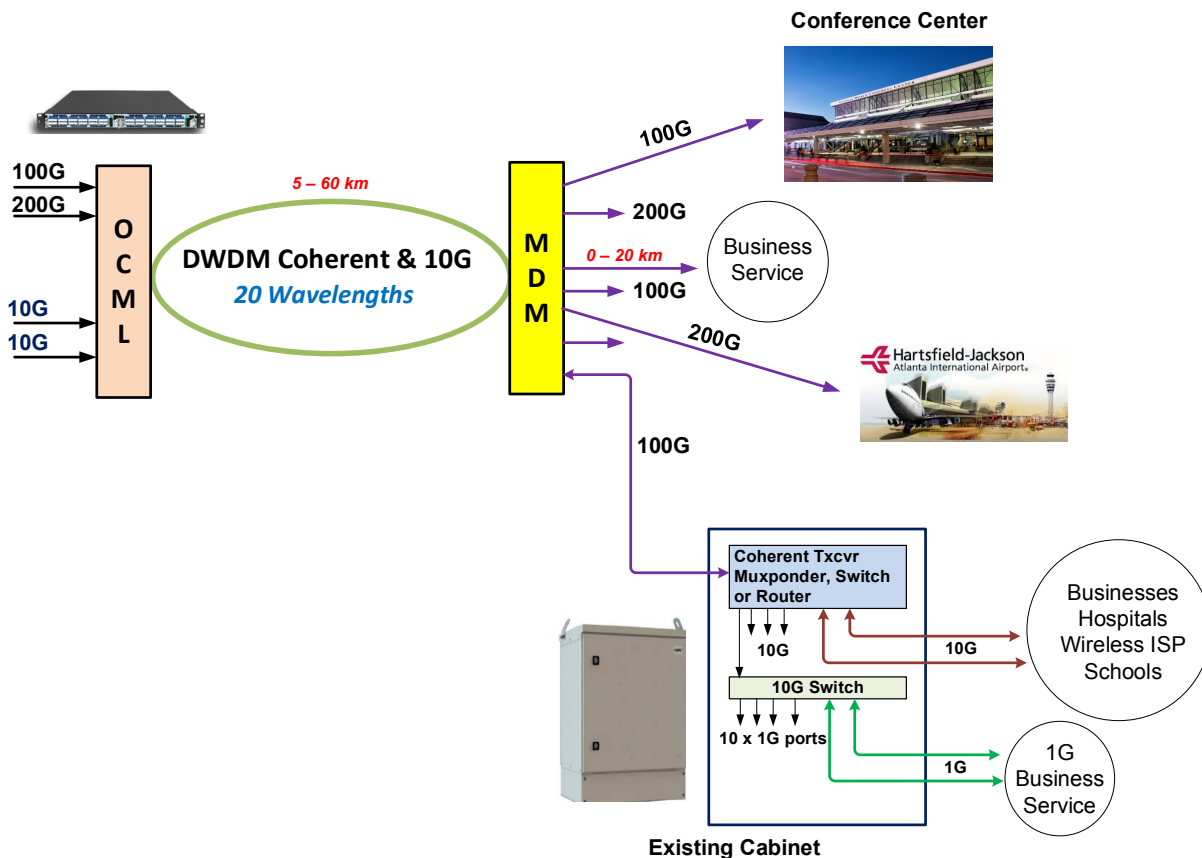 Conference Center
100G
200G
10G
10G
O
C
M
L
5 – 60 km
DWDM Coherent & 10G
20 Wavelengths
M
D
M
100G
200G
0 – 20 km
100G
200G
100G
Business
Service
Hartsfield-Jackson
Atlanta International Airport
Coherent Txcvr
Muxponder, Switch
or Router
10G
10G Switch
10 x 1G ports
10G
1G
Businesses
Hospitals
Wireless ISP
Schools
1G
Business
Service
Existing Cabinet